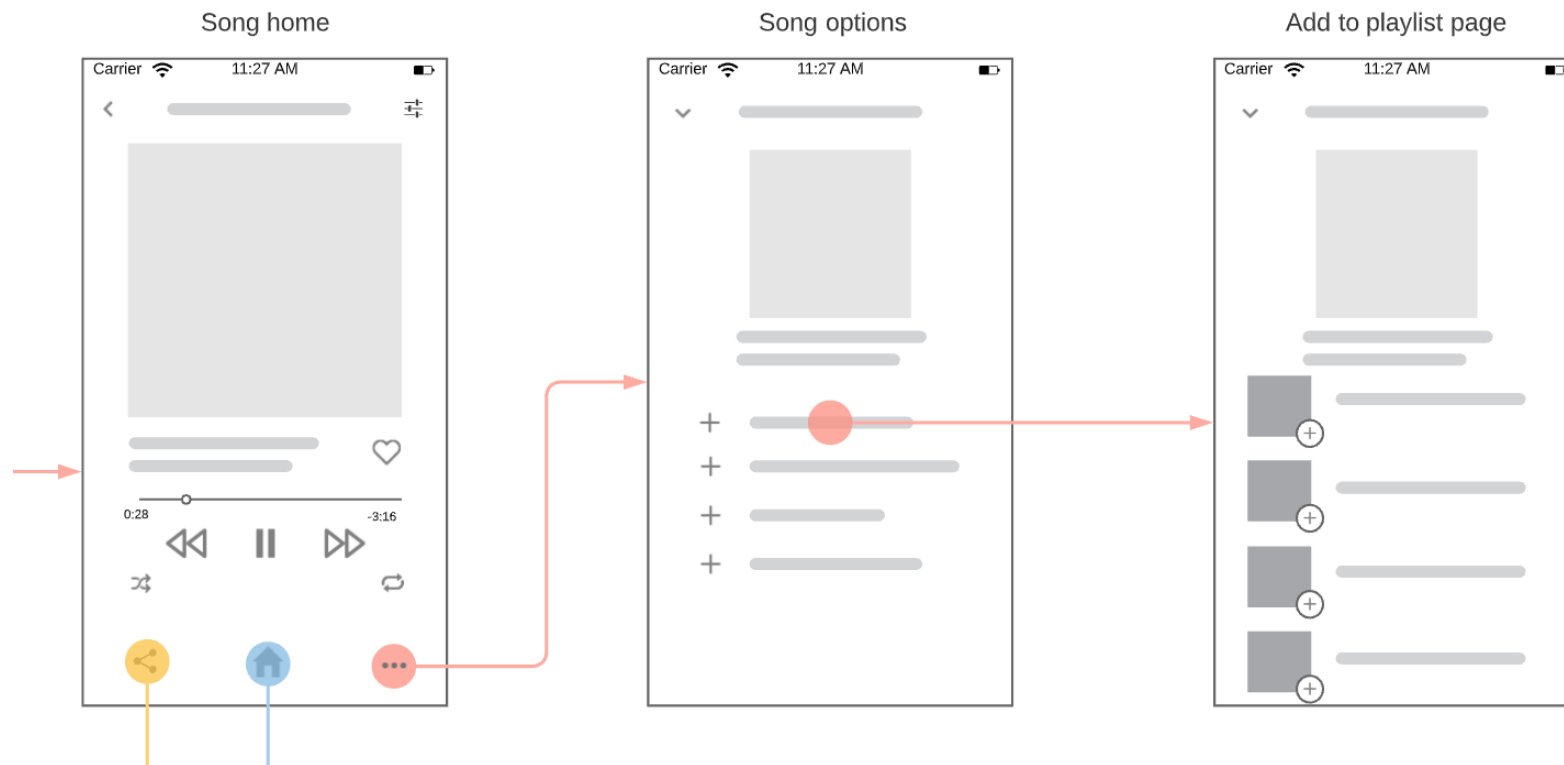 Song home
Song options
Add to playlist page
Carrier 11:27 AM
Carrier 11:27 AM
Carrier 11:27 AM
0:28
-3:16